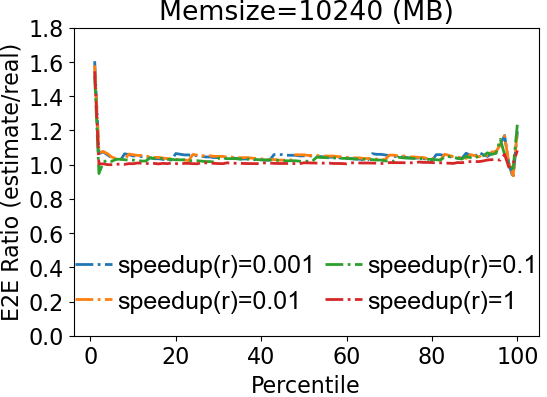 Memsize=10240 (MB)
E2E Ratio (estimate/real)
1.8
1.6
1.4
1.2
1.0
0.8
0.6
0.4
0.2
0.0
speedup(r)=0.001
speedup(r)=0.01
speedup(r)=0.1
speedup(r)=1
0 20 40 60 80 100
Percentile